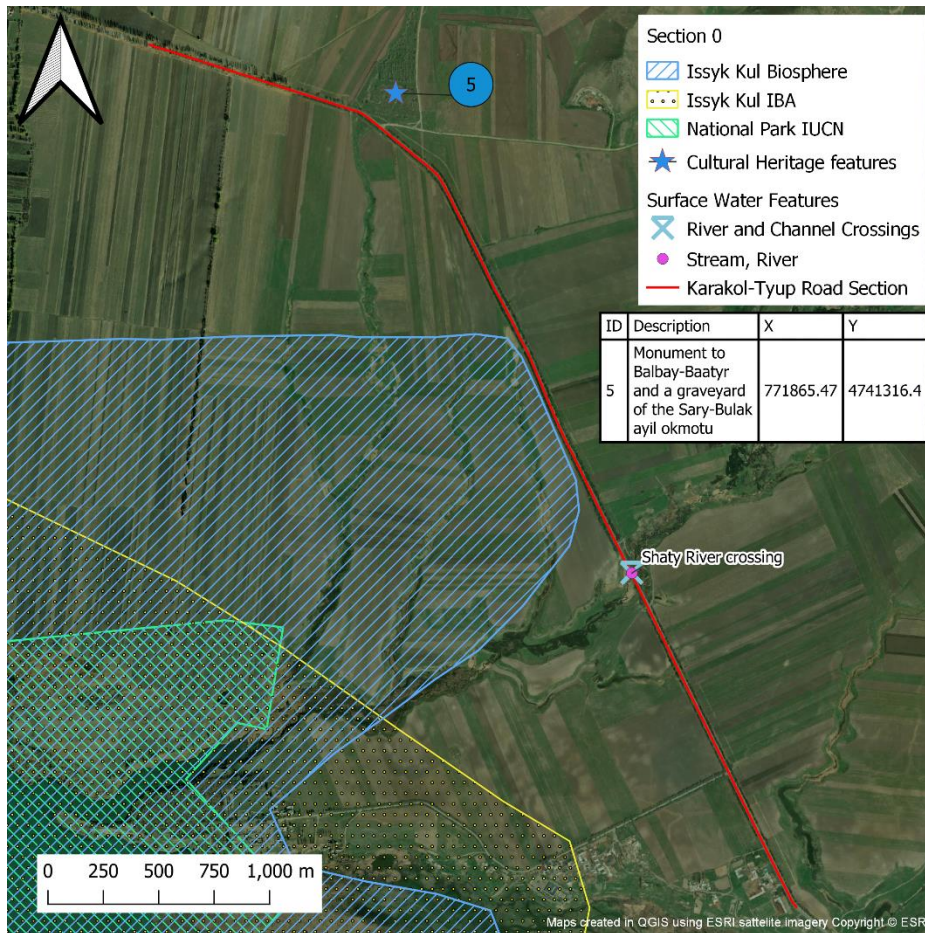 5
Section 0
Issyk Kul Biosphere
Issyk Kul IBA
National Park IUCN
Cultural Heritage features
Surface Water Features
River and Channel Crossings
Stream, River
Karakol-Tyup Road Section
ID Description X Y
5 Monument to Balbay-Baatyr and a graveyard of the Sary-Bulak ayil okmotu 771865.47 4741316.4
Shaty River crossing
0 250 500 750 1,000 m
Maps created in QGIS using ESRI sattelite imagery Copyright © ESR